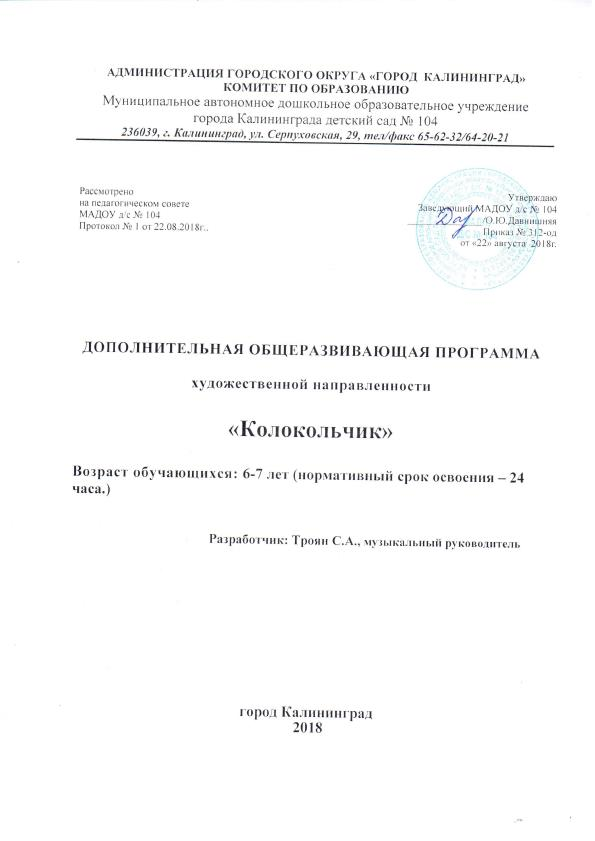 АДМИНИСТРАЦИЯ ГОРОДСКОГО ОКРУГА «ГОРОД КАЛИНИНГРАД»
КОМИТЕТ ПО ОБРАЗОВАНИЮ
Муниципальное автономное дошкольное образовательное учреждение
города Калининграда детский сад № 104
236039, г. Калининград, ул. Серпуховская, 29, тел/факс 65-62-32/64-20-21
Рассмотрено
на педагогическом совете
МАДОУ д/с № 104
Протокол № 1 от 22.08.2018г..
Утверждаю
Заведующий МАДОУ д/с № 104
/О.Ю.Давнишняя
Приказ № 312-од
от «22» августа 2018г.
ДОПОЛНИТЕЛЬНАЯ ОБЩЕРАЗВИВАЮЩАЯ ПРОГРАММА
художественной направленности
«Колокольчик»
Возраст обучающихся: 6-7 лет (нормативный срок освоения – 24
часа.)
Разработчик: Троян С.А., музыкальный руководитель
город Калининград
2018